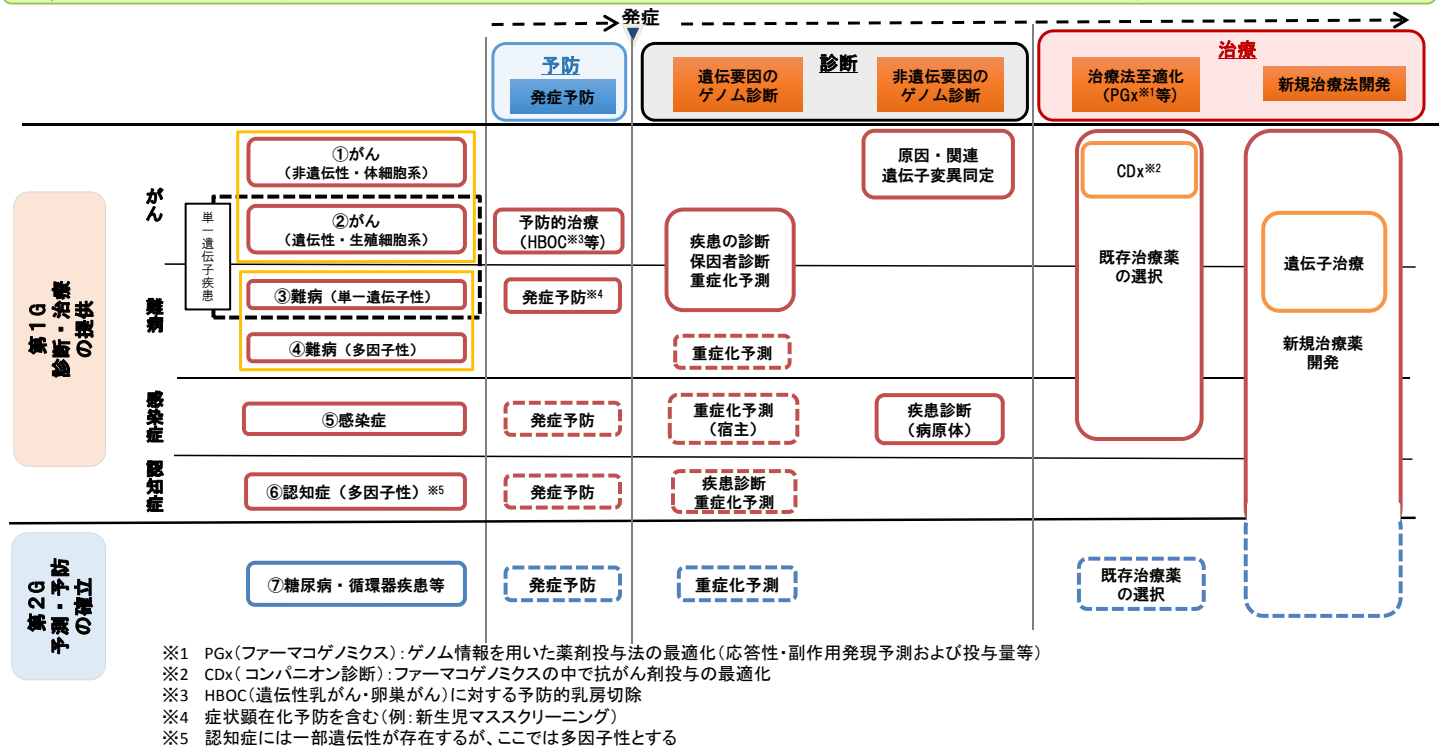 発症
予防
発症予防
診断
遺伝要因の
ゲノム診断
非遺伝要因の
ゲノム診断
治療
治療法至適化
(PGx※1等)
新規治療法開発
第1G
診断・治療
の提供
がん
難病
感染症
認知症
単一遺伝子疾患
①がん
(非遺伝性・体細胞系)
②がん
(遺伝性・生殖細胞系)
③難病(単一遺伝子性)
④難病(多因子性)
⑤感染症
⑥認知症(多因子性)※5
予防的治療
(HBOC※3等)
発症予防※4
発症予防
発症予防
疾患の診断
保因者診断
重症化予測
重症化予測
重症化予測
(宿主)
疾患診断
重症化予測
原因・関連
遺伝子変異同定
疾患診断
(病原体)
CDx※2
既存治療薬
の選択
遺伝子治療
新規治療薬
開発
第2G
予測・予防
の確立
⑦糖尿病・循環器疾患等
発症予防
重症化予測
既存治療薬
の選択
※1 PGx(ファーマコゲノミクス):ゲノム情報を用いた薬剤投与法の最適化(応答性・副作用発現予測および投与量等)
※2 CDx(コンパニオン診断):ファーマコゲノミクスの中で抗がん剤投与の最適化
※3 HBOC(遺伝性乳がん・卵巣がん)に対する予防的乳房切除
※4 症状顕在化予防を含む(例:新生児マススクリーニング)
※5 認知症には一部遺伝性が存在するが、ここでは多因子性とする